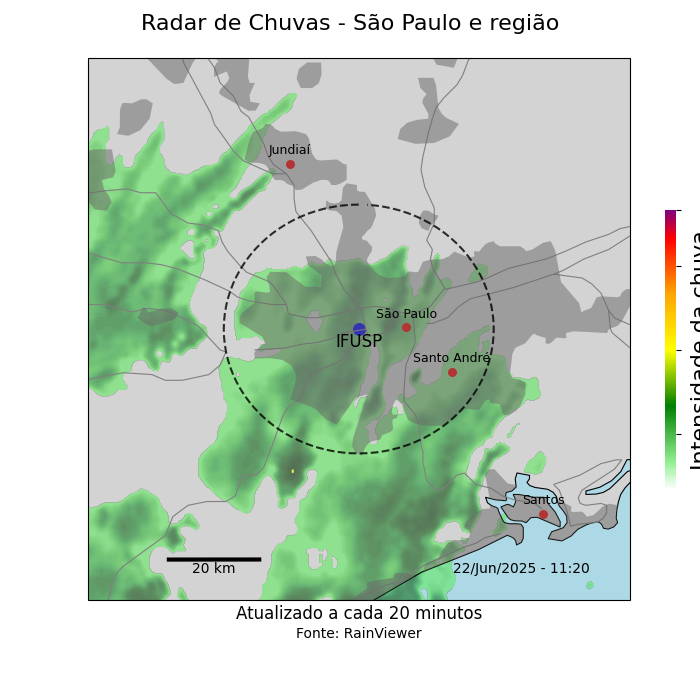 Radar de Chuvas - São Paulo e região
Jundiaí
São Paulo
IFUSP
Santo André
Santos
20 km
22/Jun/2025 - 11:20
Intensidade da chuva
Atualizado a cada 20 minutos
Fonte: RainViewer